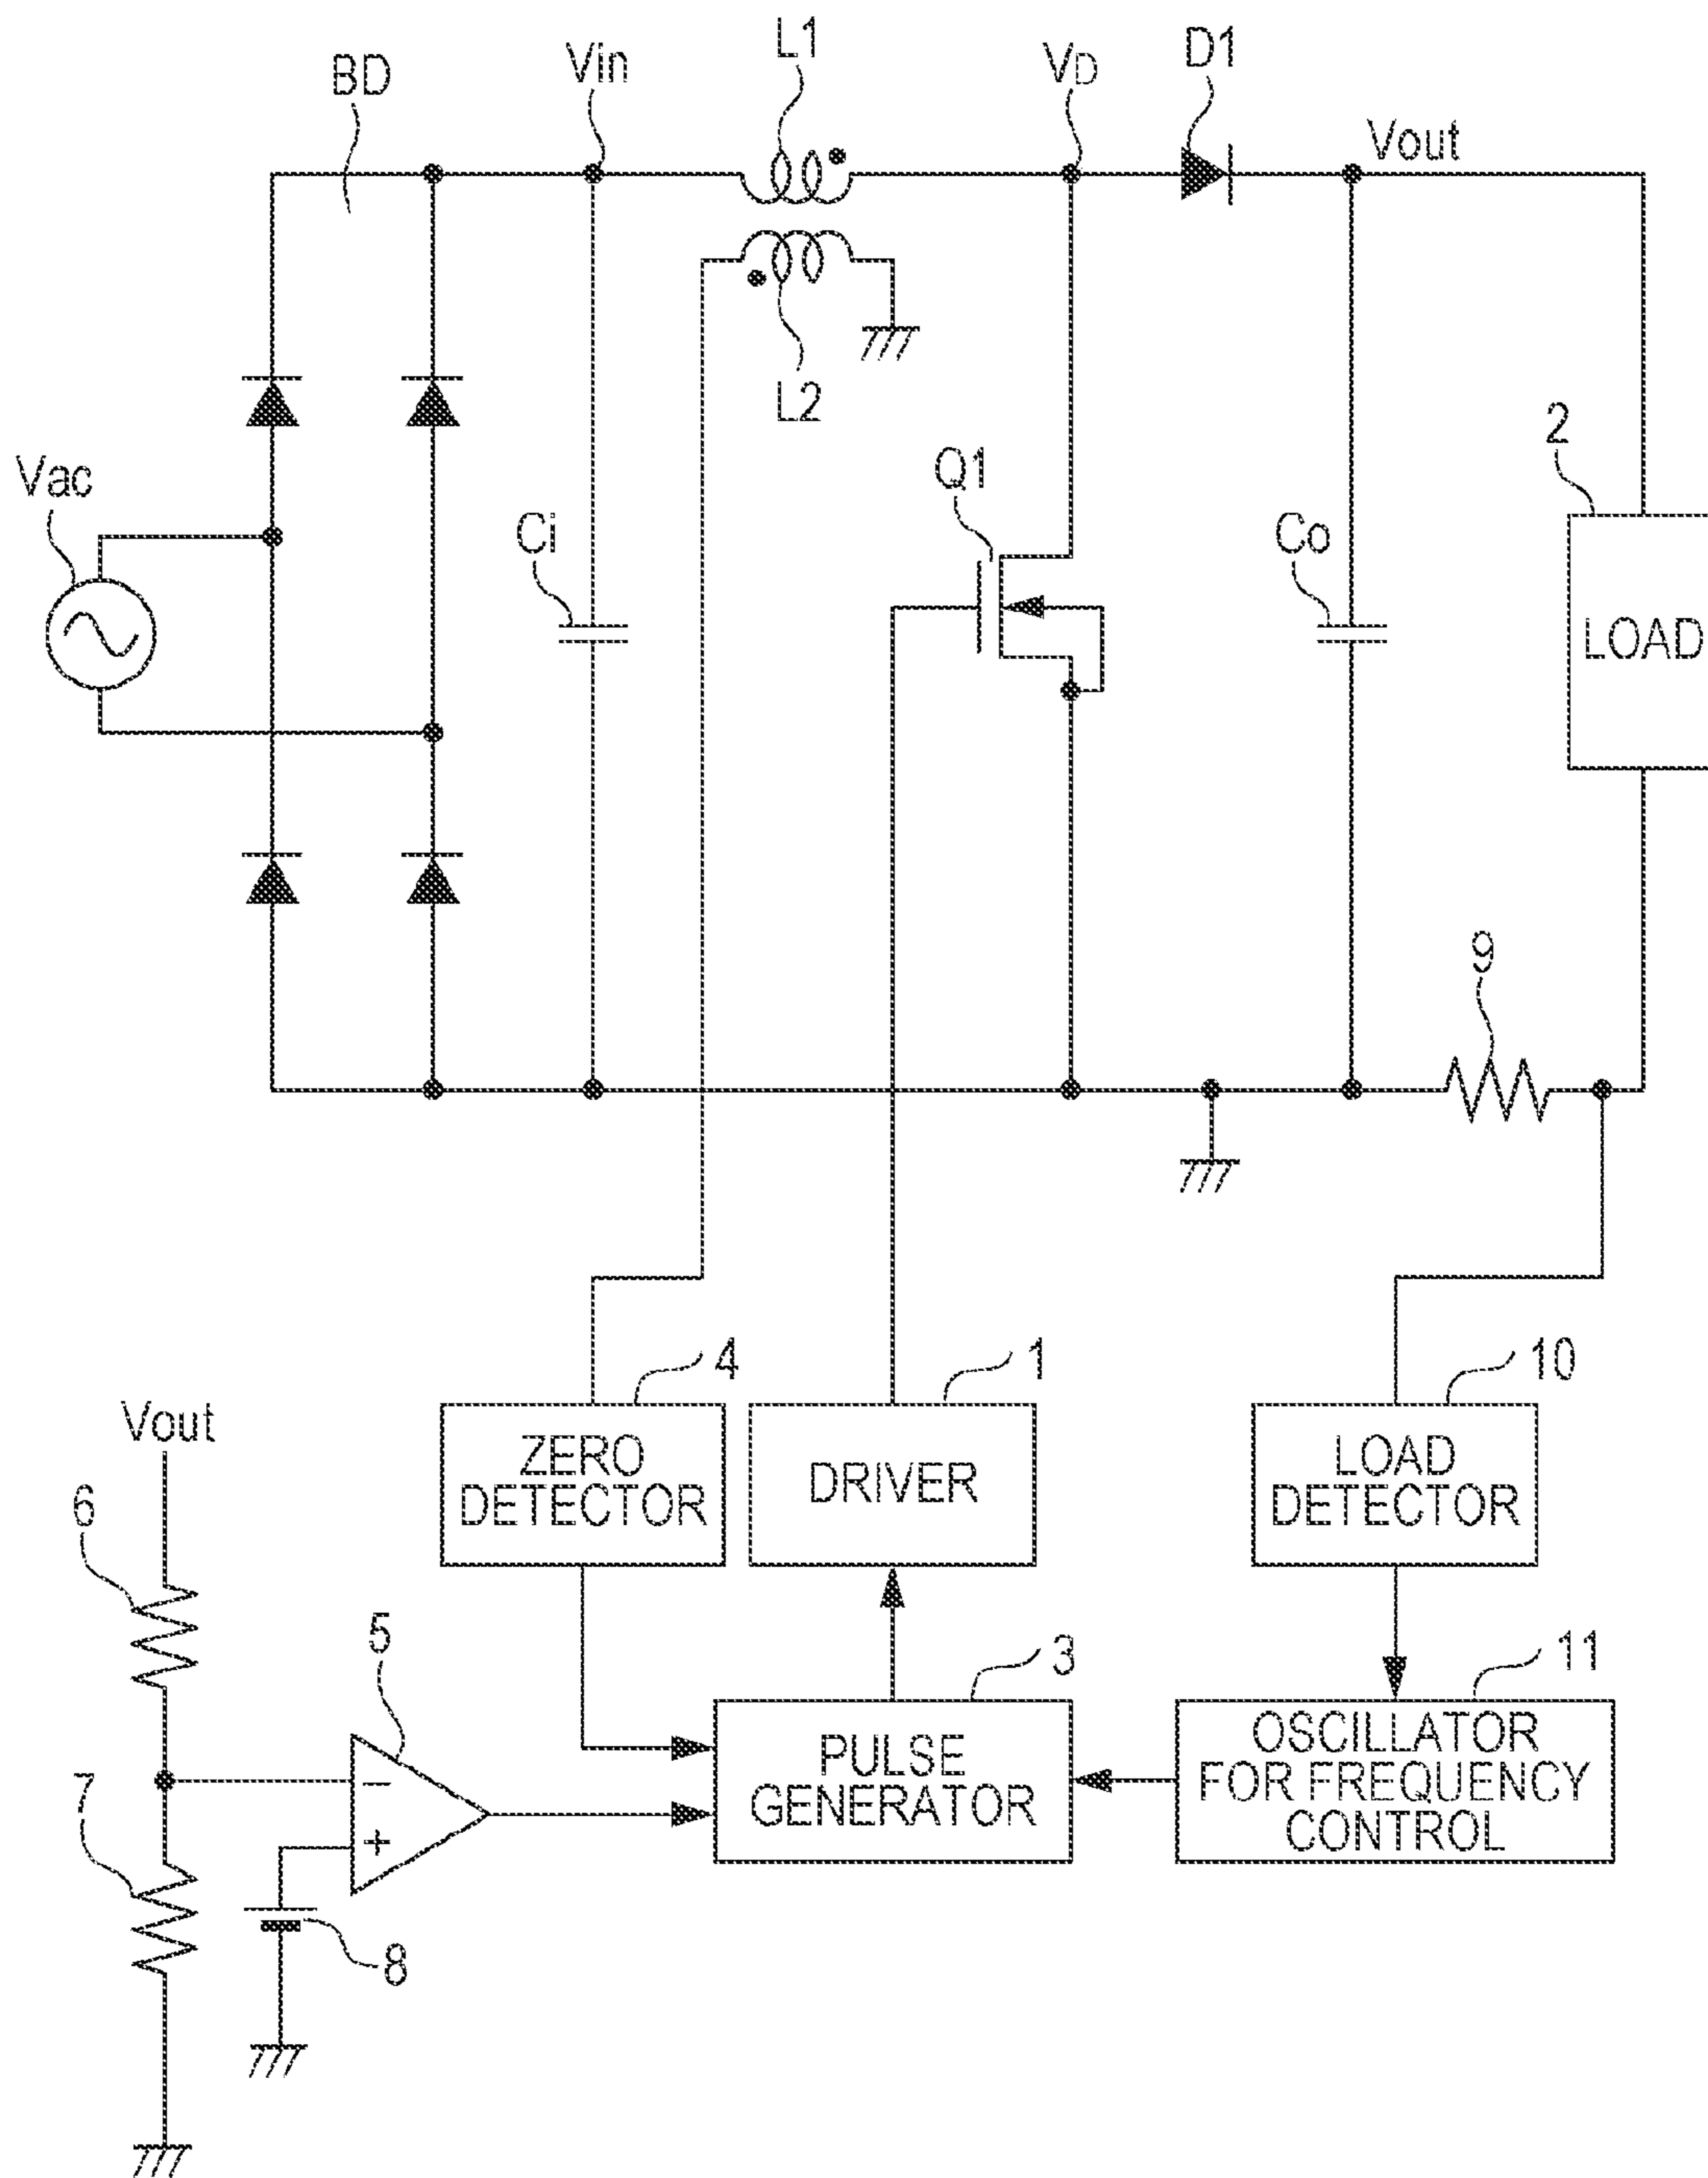 L1
D1
BD
Vin
VD
Vout
L2
2
Vac
Q1
Ci
Co
LOAD
9
4
1
10
Vout
ZERO
DETECTOR
DRIVER
LOAD
DETECTOR
6
5
3
11
PULSE
GENERATOR
OSCILLATOR
FOR FREQUENCY
CONTROL
7
−
+
8